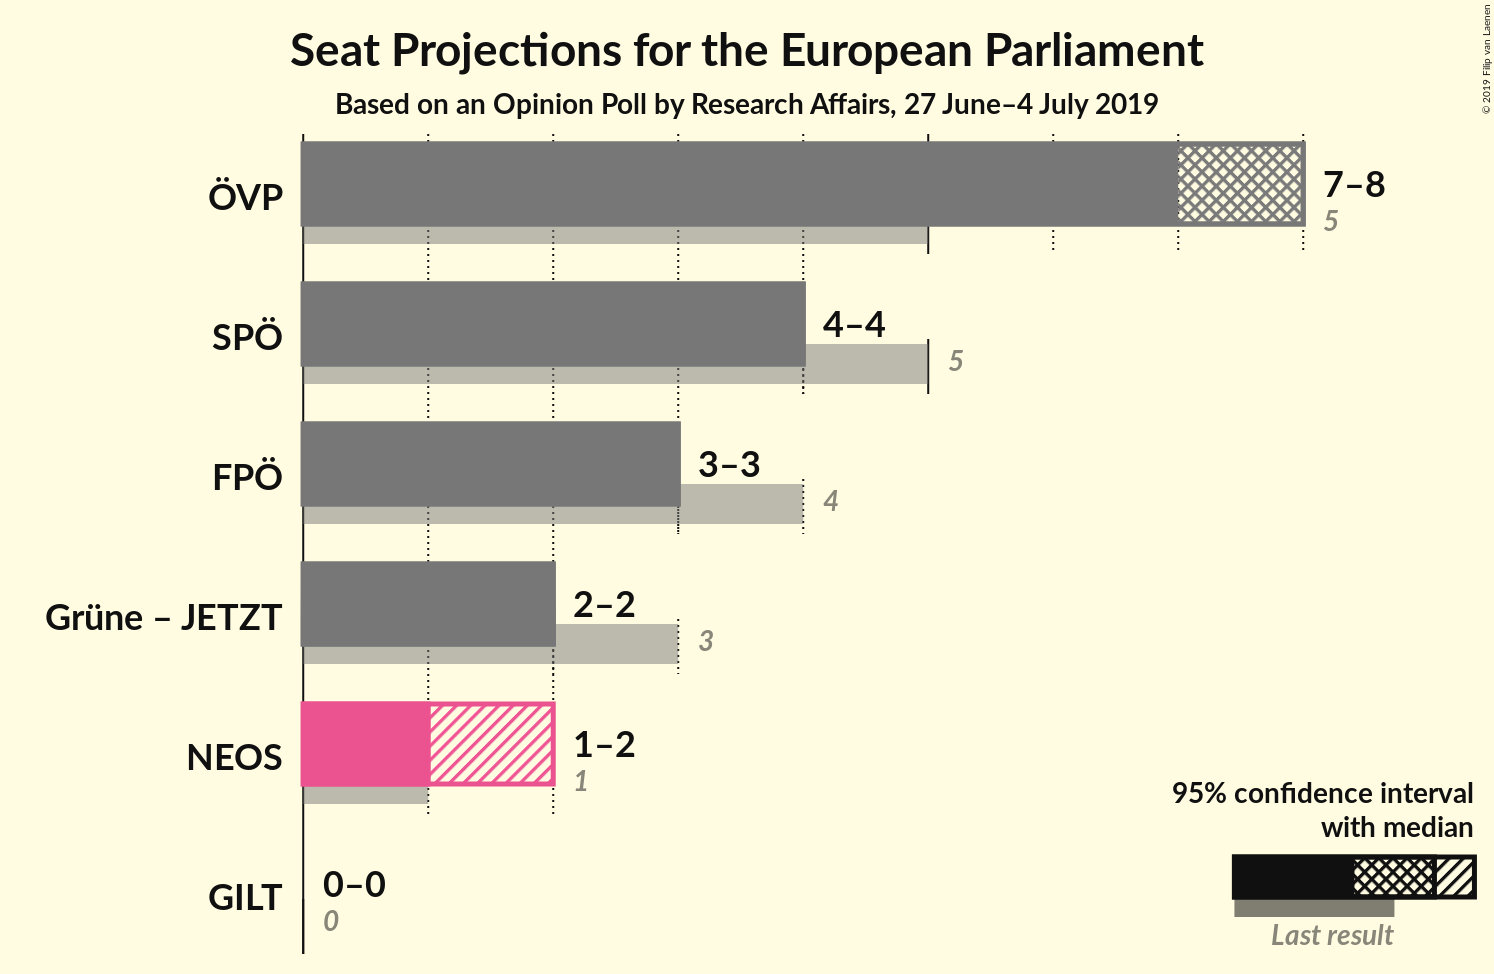 Seat Projections for the European Parliament
Based on an Opinion Poll by Research Affairs, 27 June–4 July 2019
© 2019 Filip van Laenen
ÖVP
7–8
5
SPÖ
4–4
5
FPÖ
3–3
4
Grüne – JETZT
2–2
3
NEOS
1–2
1
GILT
0–0
0
95% confidence interval
with median
Last result